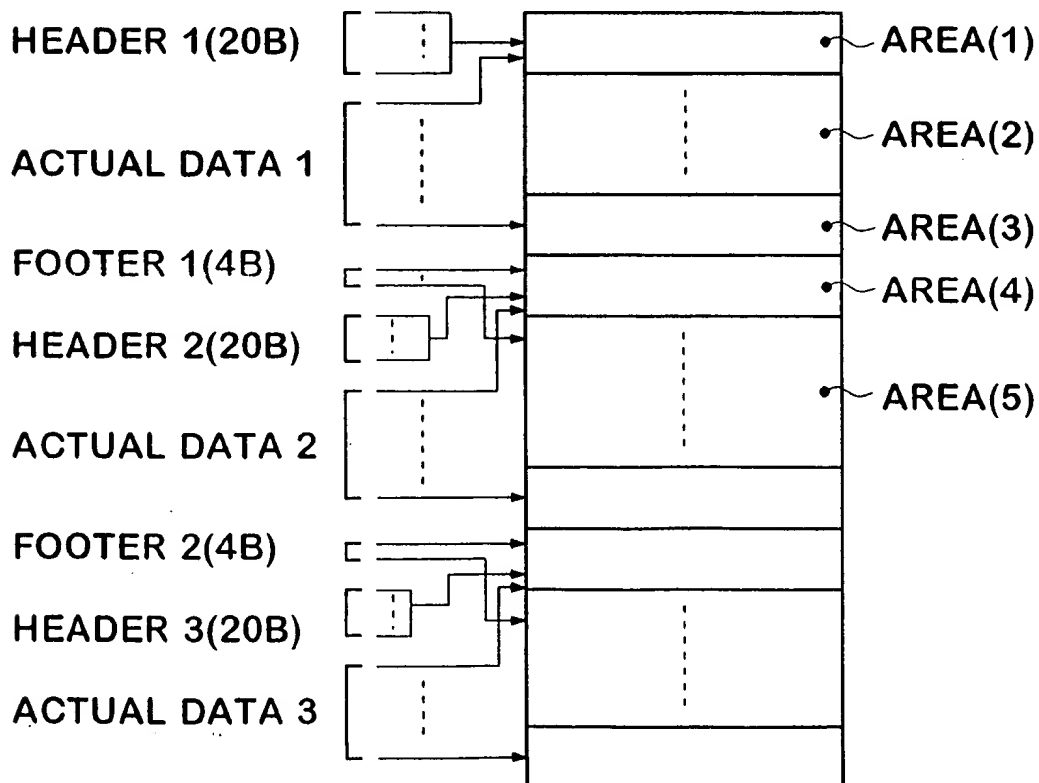 HEADER 1(20B)
AREA(1)
AREA(2)
ACTUAL DATA 1
AREA(3)
FOOTER 1(4B)
AREA(4)
HEADER 2(20B)
AREA(5)
ACTUAL DATA 2
FOOTER 2(4B)
HEADER 3(20B)
ACTUAL DATA 3